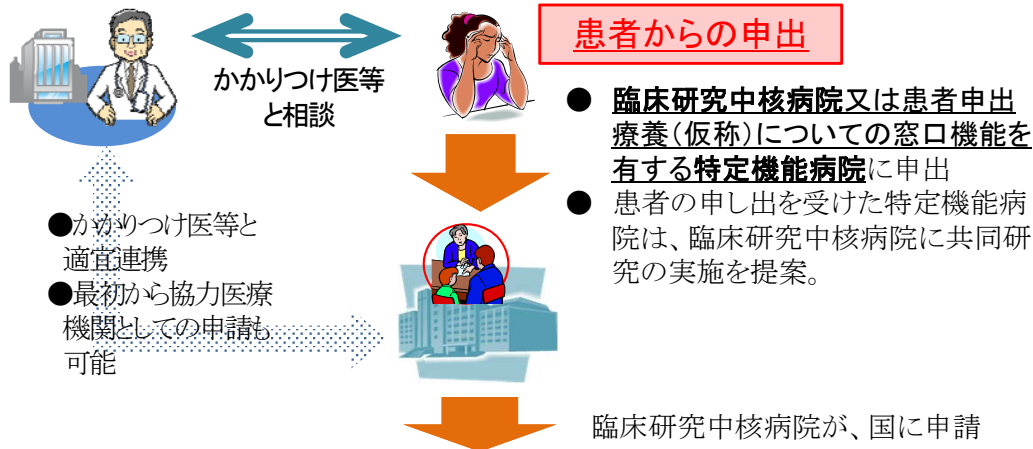 患者からの申出
かかりつけ医等
と相談
● 臨床研究中核病院又は患者申出
療養(仮称)についての窓口機能を
有する特定機能病院に申出
● 患者の申し出を受けた特定機能病
院は、臨床研究中核病院に共同研
究の実施を提案。
●かかりつけ医等と
適宜連携
●最初から協力医療
機関としての申請も
可能
臨床研究中核病院が、国に申請